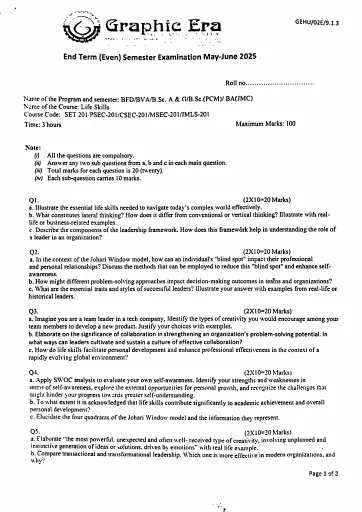 GEHU/02E/9.1.3
Graphic Era
End Term (Even) Semester Examination May-June 2025
Roll no..............................
Name of the Program and semester: BFD/BVA/B.Sc. A & G/B.Sc.(PCM)/ BA(JMC)
Name of the Course: Life Skills
Course Code: SET 201/PSEC-201/CSEC-201/MSEC-201/JMLS-201
Time: 3 hours Maximum Marks: 100
Note:
(i) All the questions are compulsory.
(ii) Answer any two sub questions from a, b and c in each main question.
(iii) Total marks for each question is 20 (twenty).
(iv) Each sub-question carries 10 marks.
Q1. (2X10=20 Marks)
a. Illustrate the essential life skills needed to navigate today's complex world effectively.
b. What constitutes lateral thinking? How does it differ from conventional or vertical thinking? Illustrate with real-
life or business-related examples.
c. Describe the components of the leadership framework. How does this framework help in understanding the role of
a leader in an organization?
Q2. (2X10=20 Marks)
a. In the context of the Johari Window model, how can an individual's "blind spot" impact their professional
and personal relationships? Discuss the methods that can be employed to reduce this "blind spot" and enhance self-
awareness.
b. How might different problem-solving approaches impact decision-making outcomes in teams and organizations?
c. What are the essential traits and styles of successful leaders? Illustrate your answer with examples from real-life or
historical leaders.
Q3. (2X10=20 Marks)
a. Imagine you are a team leader in a tech company, Identify the types of creativity you would encourage among your
team members to develop a new product. Justify your choices with examples.
b. Elaborate on the significance of collaboration in strengthening an organization's problem-solving potential. In
what ways can leaders cultivate and sustain a culture of effective collaboration?
c. How do life skills facilitate personal development and enhance professional effectiveness in the context of a
rapidly evolving global environment?
Q4. (2X10=20 Marks)
a. Apply SWOC analysis to evaluate your own self-awareness. Identify your strengths and weaknesses in
terms of self-awareness, explore the external opportunities for personal growth, and recognize the challenges that
might hinder your progress towards greater self-understanding.
b. To what extent it is acknowledged that life skills contribute significantly to academic achievement and overall
personal development?
c. Elucidate the four quadrants of the Johari Window model and the information they represent.
Q5. (2X10=20 Marks)
a. Elaborate "the most powerful, unexpected and often well- received type of creativity, involving unplanned and
instinctive generation of ideas or solutions, driven by emotions" with real life example.
b. Compare transactional and transformational leadership. Which one is more effective in modern organizations, and
why?
Page 1 of 2